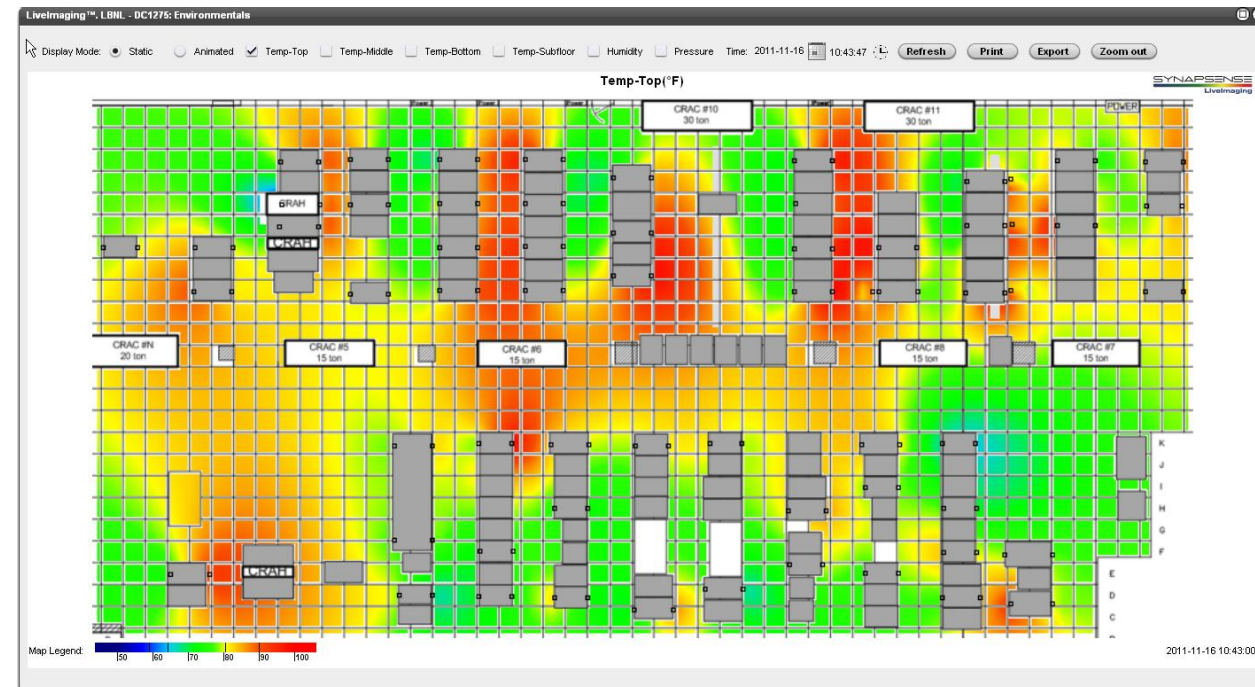 LiveImaging™. LBNL - DC1275: Environmentals
Display Mode: Static Animated Temp-Top Temp-Middle Temp-Bottom Temp-Subfloor Humidity Pressure Time: 2011-11-16 10:43:47 Refresh Print Export Zoom out
Temp-Top(°F)
SYNAPSENSE
LiveImaging
Power
Power
Power
Power
POWER
CRAC #10
30 ton
CRAC #11
30 ton
CRAH
CRAC #N
20 ton
CRAC #5
15 ton
CRAC #6
15 ton
CRAC #8
15 ton
CRAC #7
15 ton
K
J
I
H
G
F
E
D
C
CRAH
Map Legend: 50 60 70 80 90 100
2011-11-16 10:43:00